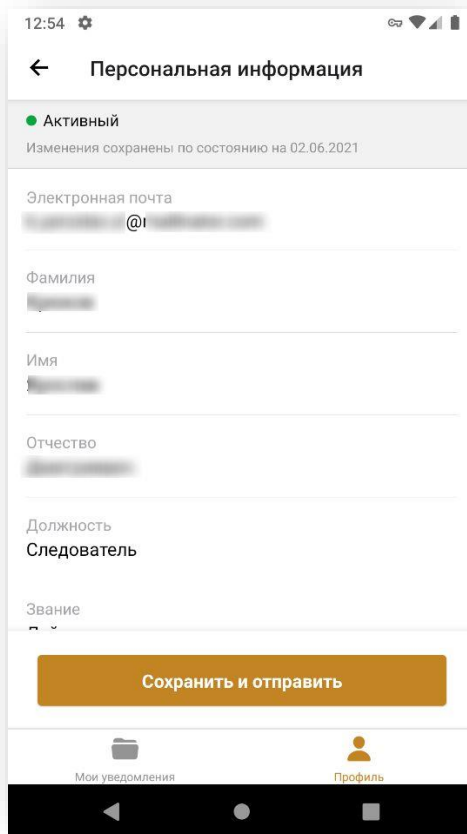 12:54
Персональная информация
Активный
Изменения сохранены по состоянию на 02.06.2021
Электронная почта
@
Фамилия
Имя
Отчество
Должность
Следователь
Звание
Сохранить и отправить
Мои уведомления
Профиль